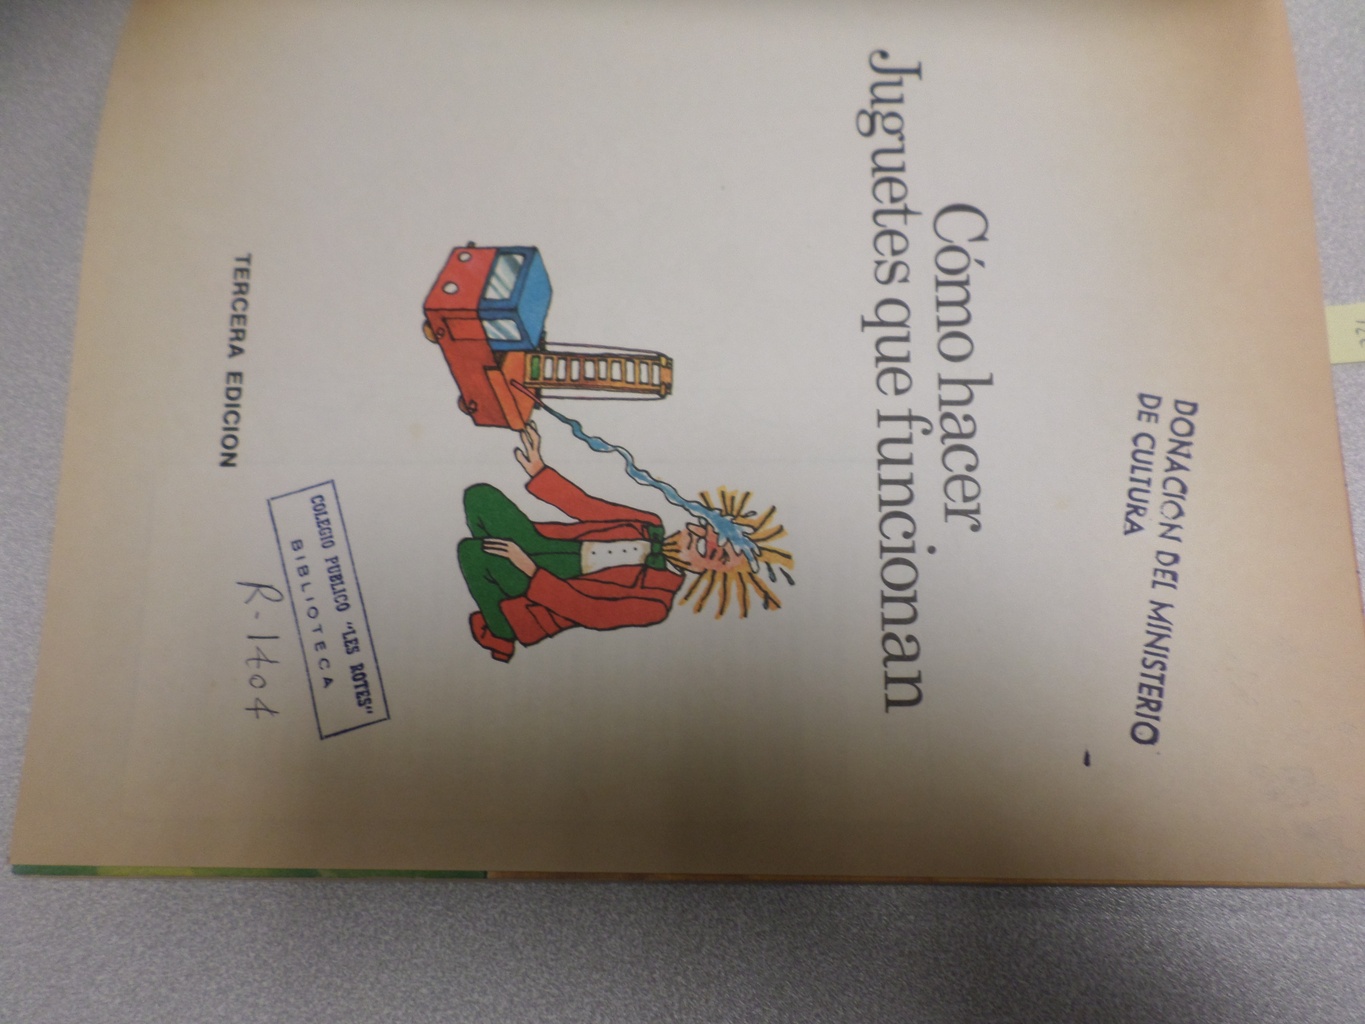 DONACION DEL MINISTERIO
DE CULTURA
Cómo hacer
Juguetes que funcionan
TERCERA EDICION
COLEGIO PUBLICO "LES ROTES"
BIBLIOTECA
R-1404